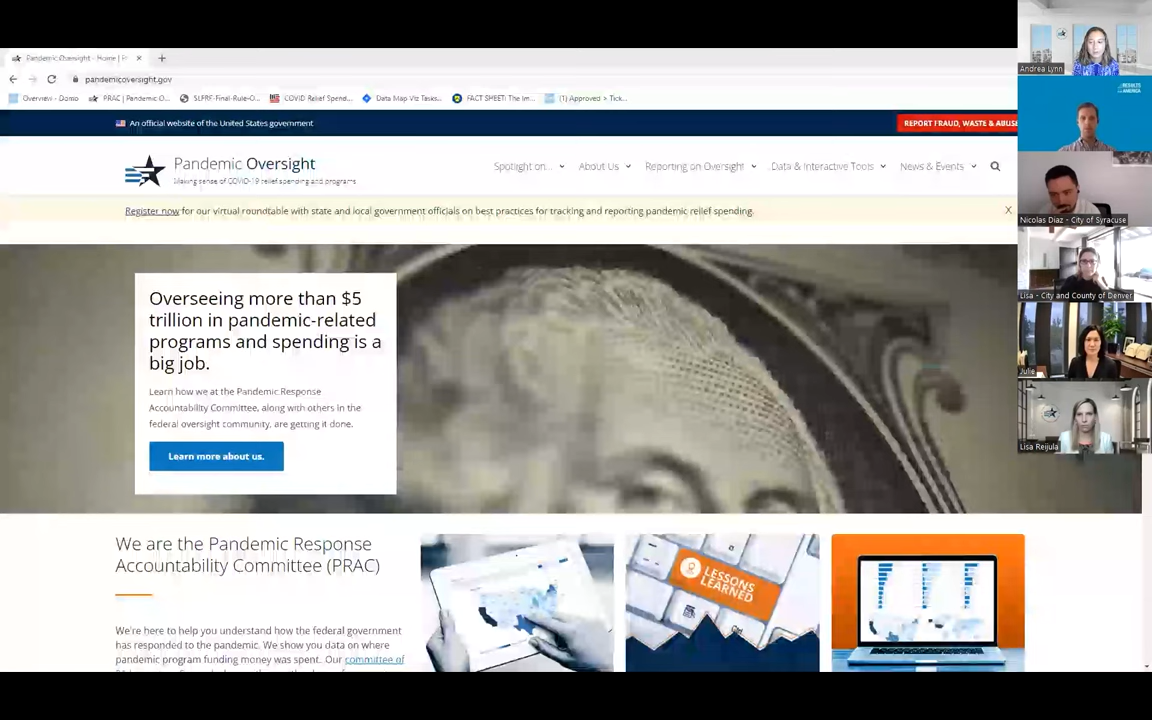 Pandemic Oversight - Home | P
pandemicoversight.gov
Overview - Domo
PRAC | Pandemic O...
SLFRF-Final-Rule-O...
COVID Relief Spend...
Data Map Viz Tasks...
FACT SHEET: The Im...
(1) Approved > Tick...
An official website of the United States government
REPORT FRAUD, WASTE & ABUSE
Pandemic Oversight
Making sense of COVID-19 relief spending and programs
Spotlight on...
About Us
Reporting on Oversight
Data & Interactive Tools
News & Events
Register now for our virtual roundtable with state and local government officials on best practices for tracking and reporting pandemic relief spending.
X
Overseeing more than $5
trillion in pandemic-related
programs and spending is a
big job.
Learn how we at the Pandemic Response
Accountability Committee, along with others in the
federal oversight community, are getting it done.
Learn more about us.
We are the Pandemic Response
Accountability Committee (PRAC)
We're here to help you understand how the federal government
has responded to the pandemic. We show you data on where
pandemic program funding money was spent. Our committee of
LESSONS
LEARNED
Andrea Lynn
RESULTS
Nicolas Diaz - City of Syracuse
Lisa - City and County of Denver
Julie
Lisa Reijula